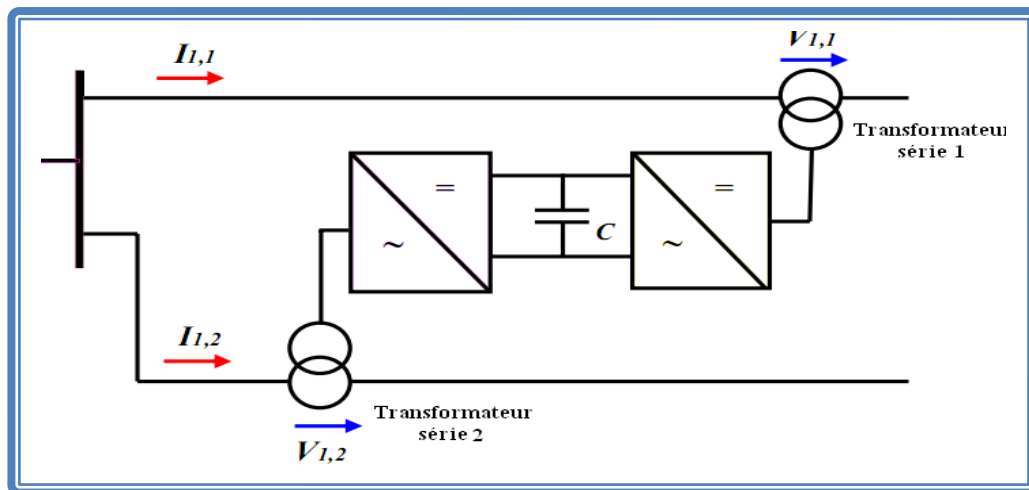 I1,1
V1,1
Transformateur
série 1
=
~
C
=
~
I1,2
Transformateur
série 2
V1,2